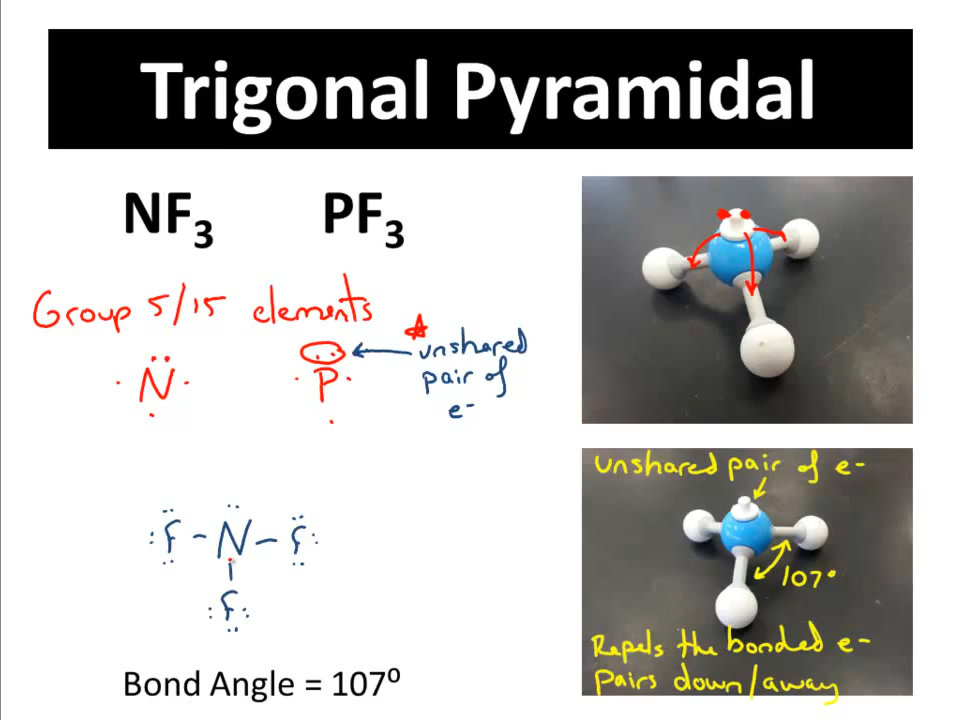 Trigonal Pyramidal
NF₃ PF₃
Group 5/15 elements
N P
unshared
pair of
e-
F - N - F
F
Bond Angle = 107⁰
unshared pair of e-
107°
Repels the bonded e-
pairs down/away